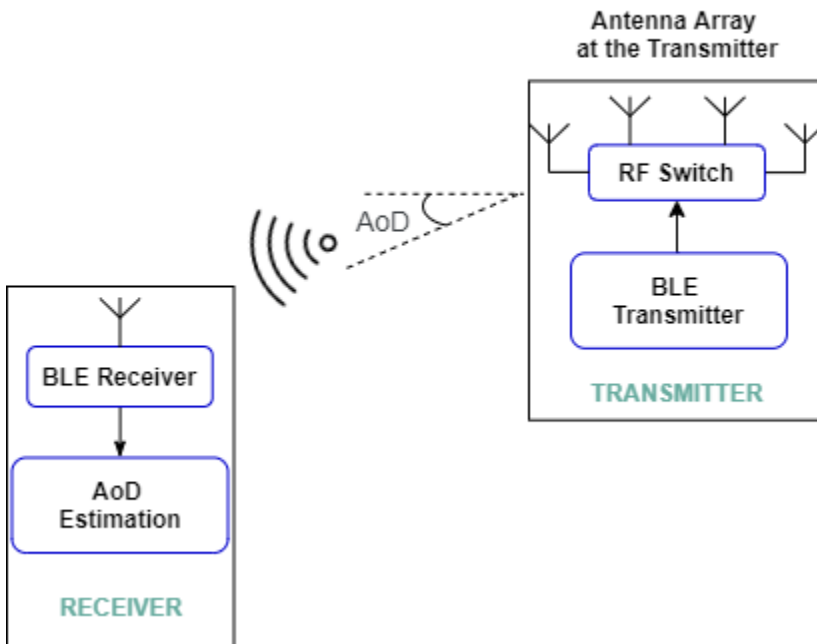 Antenna Array
at the Transmitter
RF Switch
AoD
BLE
Transmitter
BLE Receiver
TRANSMITTER
AoD
Estimation
RECEIVER